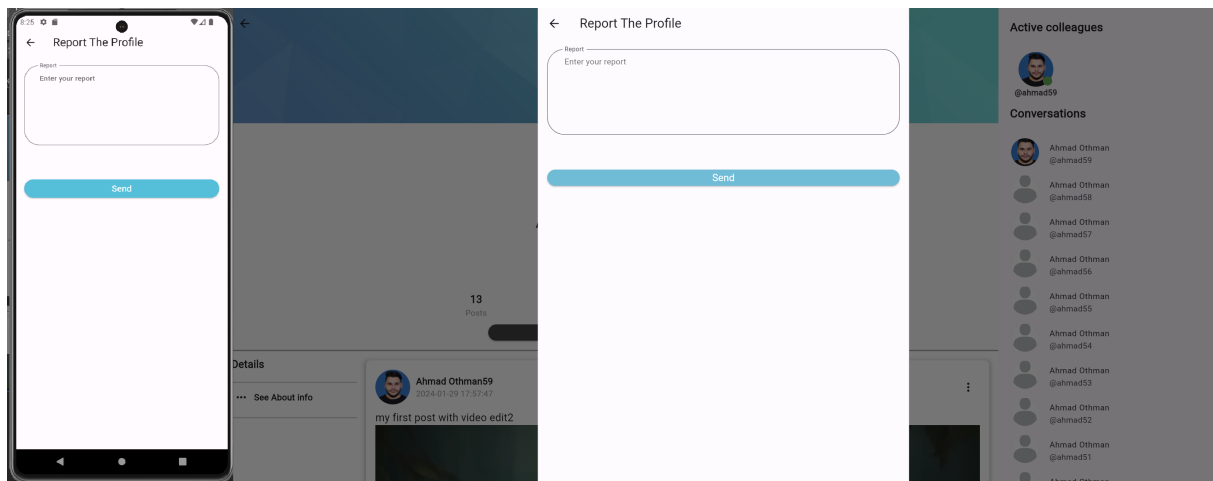 8:25
Report The Profile
Report
Enter your report
Send
13
Posts
Details
See About info
Ahmad Othman59
2024-01-29 17:57:47
my first post with video edit2
Report The Profile
Report
Enter your report
Send
Active colleagues
@ahmad59
Conversations
Ahmad Othman
@ahmad59
Ahmad Othman
@ahmad58
Ahmad Othman
@ahmad57
Ahmad Othman
@ahmad56
Ahmad Othman
@ahmad55
Ahmad Othman
@ahmad54
Ahmad Othman
@ahmad53
Ahmad Othman
@ahmad52
Ahmad Othman
@ahmad51
Ahmad Othman